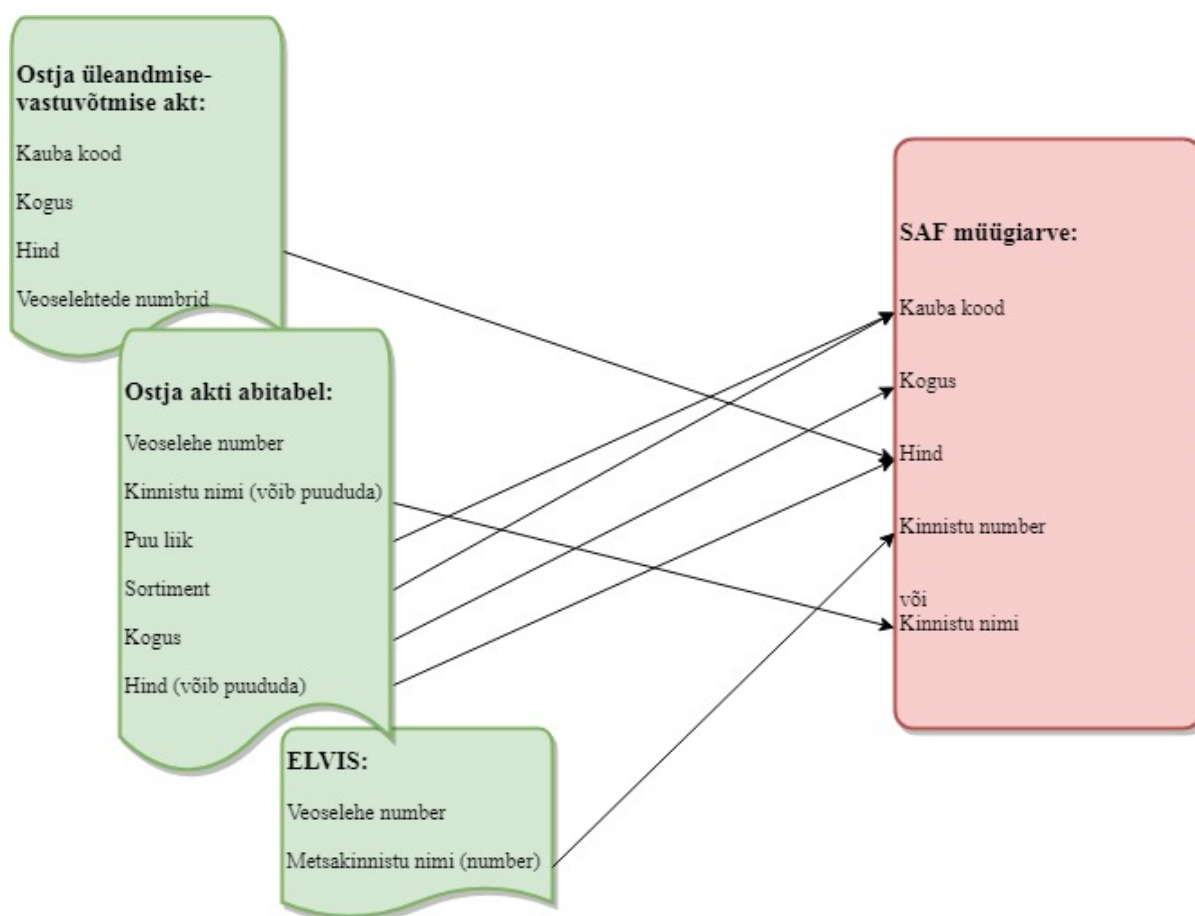 Ostja üleandmise-
vastuvõtmise akt:
Kauba kood
Kogus
Hind
Veoselehtede numbrid
Ostja akti abitabel:
Veoselehe number
Kinnistu nimi (võib puududa)
Puu liik
Sortiment
Kogus
Hind (võib puududa)
ELVIS:
Veoselehe number
Metsakinnistu nimi (number)
SAF müügiarve:
Kauba kood
Kogus
Hind
Kinnistu number
või
Kinnistu nimi